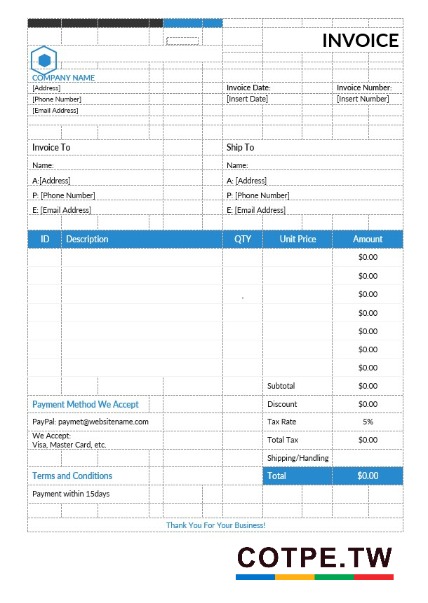 INVOICE
COMPANY NAME
[Address] Invoice Date: Invoice Number:
[Phone Number] [Insert Date] [Insert Number]
[Email Address]
Invoice To Ship To
Name: Name:
A:[Address] A: [Address]
P: [Phone Number] P: [Phone Number]
E: [Email Address] E: [Email Address]
ID Description QTY Unit Price Amount
$0.00
$0.00
$0.00
$0.00
$0.00
$0.00
$0.00
Subtotal $0.00
Payment Method We Accept Discount $0.00
PayPal: paymet@websitename.com Tax Rate 5%
We Accept: Total Tax $0.00
Visa, Master Card, etc.
Shipping/Handling
Terms and Conditions Total $0.00
Payment within 15days
Thank You For Your Business!
COTPE.TW